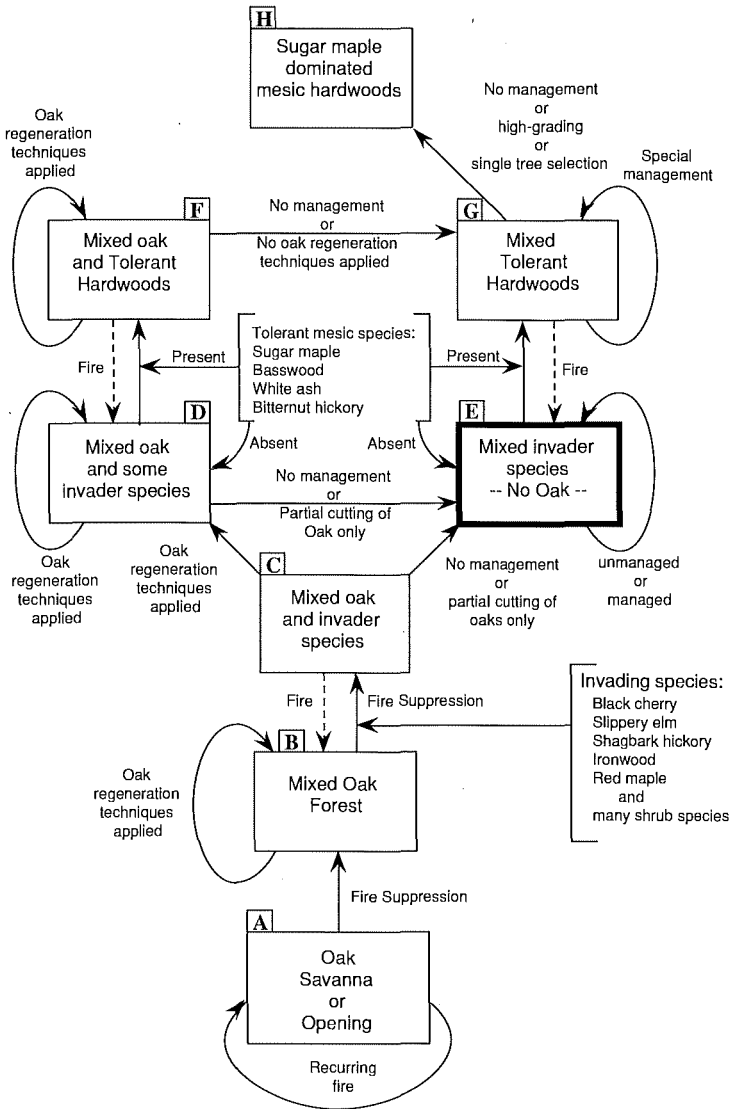 H
Sugar maple
dominated
mesic hardwoods
No management
or
high-grading
or
single tree selection
Oak
regeneration
techniques
applied
Special
management
F
Mixed oak
and Tolerant
Hardwoods
No management
or
No oak regeneration
techniques applied
G
Mixed
Tolerant
Hardwoods
Fire
Present
Tolerant mesic species:
Sugar maple
Basswood
White ash
Bitternut hickory
Present
Fire
Absent
Absent
D
Mixed oak
and some
invader species
No management
or
Partial cutting of
Oak only
E
Mixed invader
species
-- No Oak --
Oak
regeneration
techniques
applied
Oak
regeneration
techniques
applied
C
Mixed oak
and invader
species
No management
or
partial cutting of
oaks only
unmanaged
or
managed
Fire
Fire Suppression
Invading species:
Black cherry
Slippery elm
Shagbark hickory
Ironwood
Red maple
and
many shrub species
Oak
regeneration
techniques
applied
B
Mixed Oak
Forest
Fire Suppression
A
Oak
Savanna
or
Opening
Recurring
fire